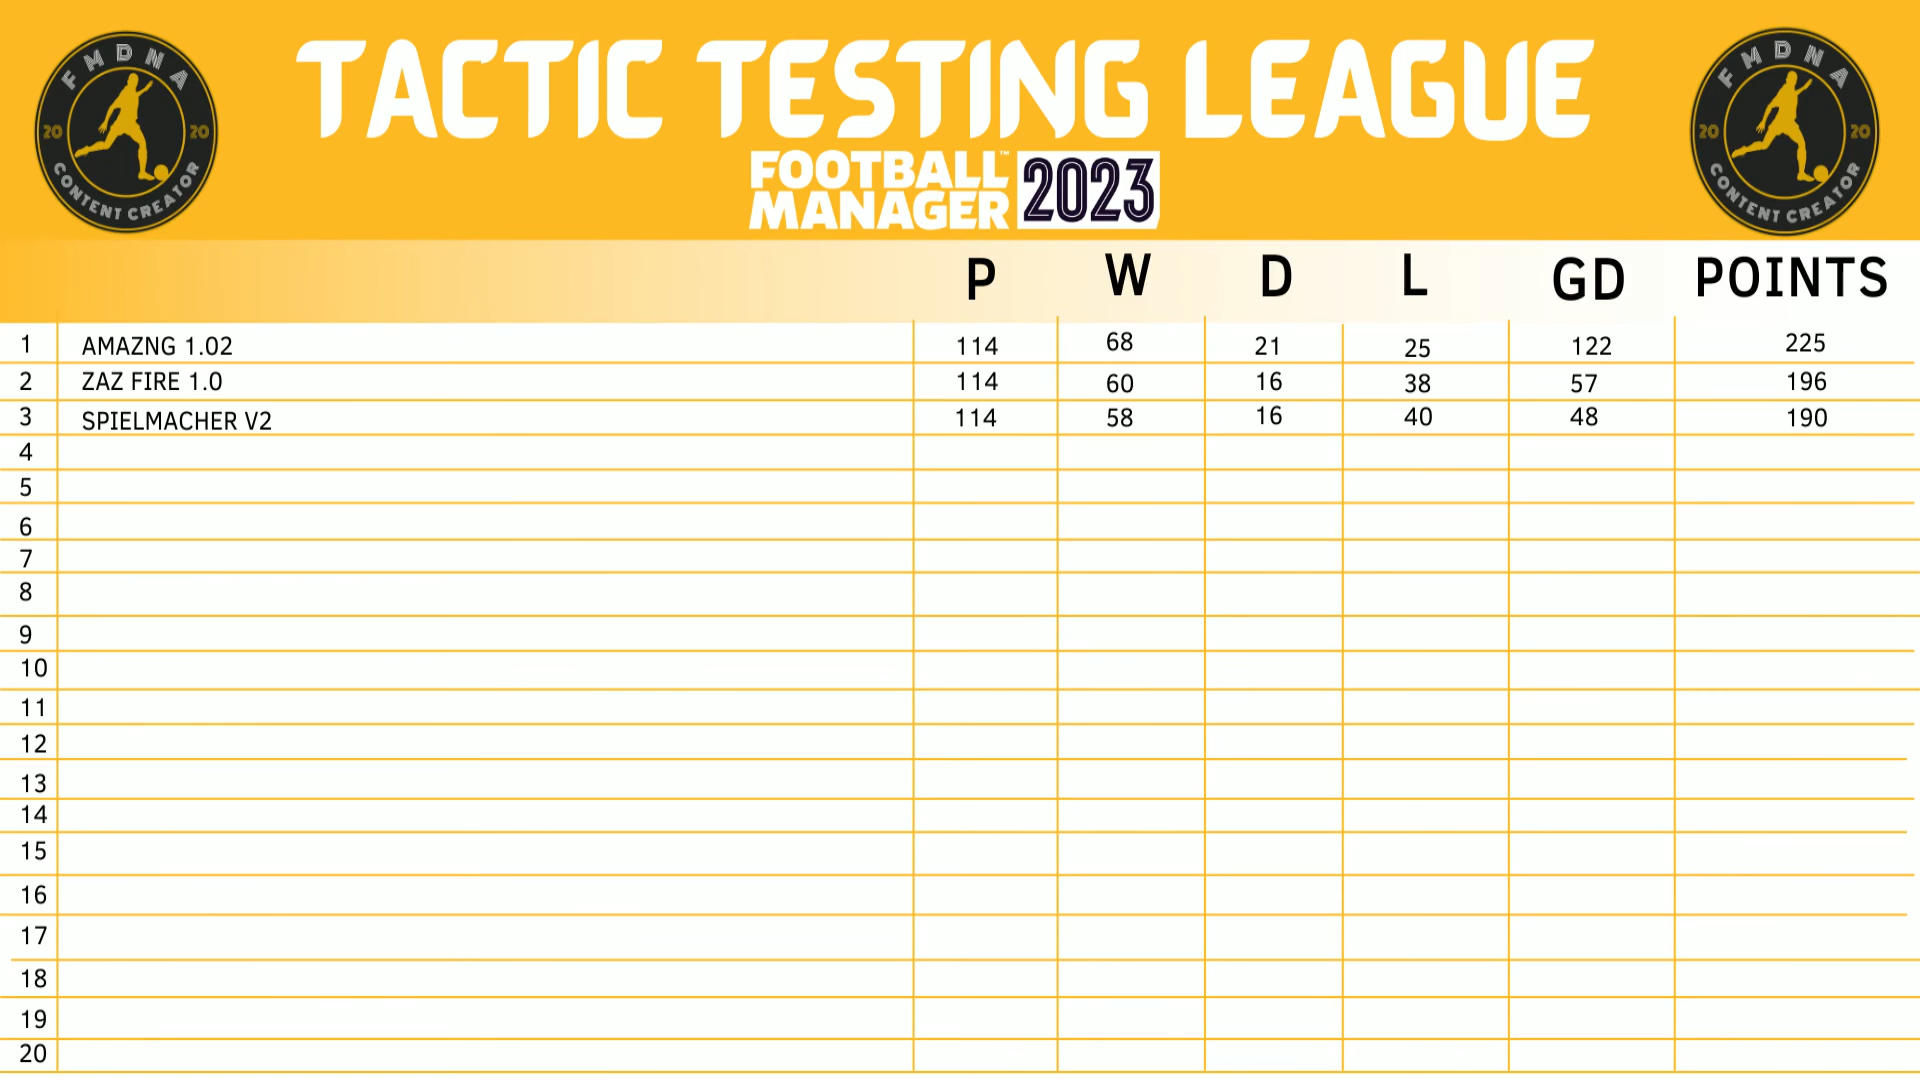 FMDNA
20 20
CONTENT CREATOR
TACTIC TESTING LEAGUE
FOOTBALL™
MANAGER
2023
FMDNA
20 20
CONTENT CREATOR
P W D L GD POINTS
1 AMAZNG 1.02 114 68 21 25 122 225
2 ZAZ FIRE 1.0 114 60 16 38 57 196
3 SPIELMACHER V2 114 58 16 40 48 190
4
5
6
7
8
9
10
11
12
13
14
15
16
17
18
19
20